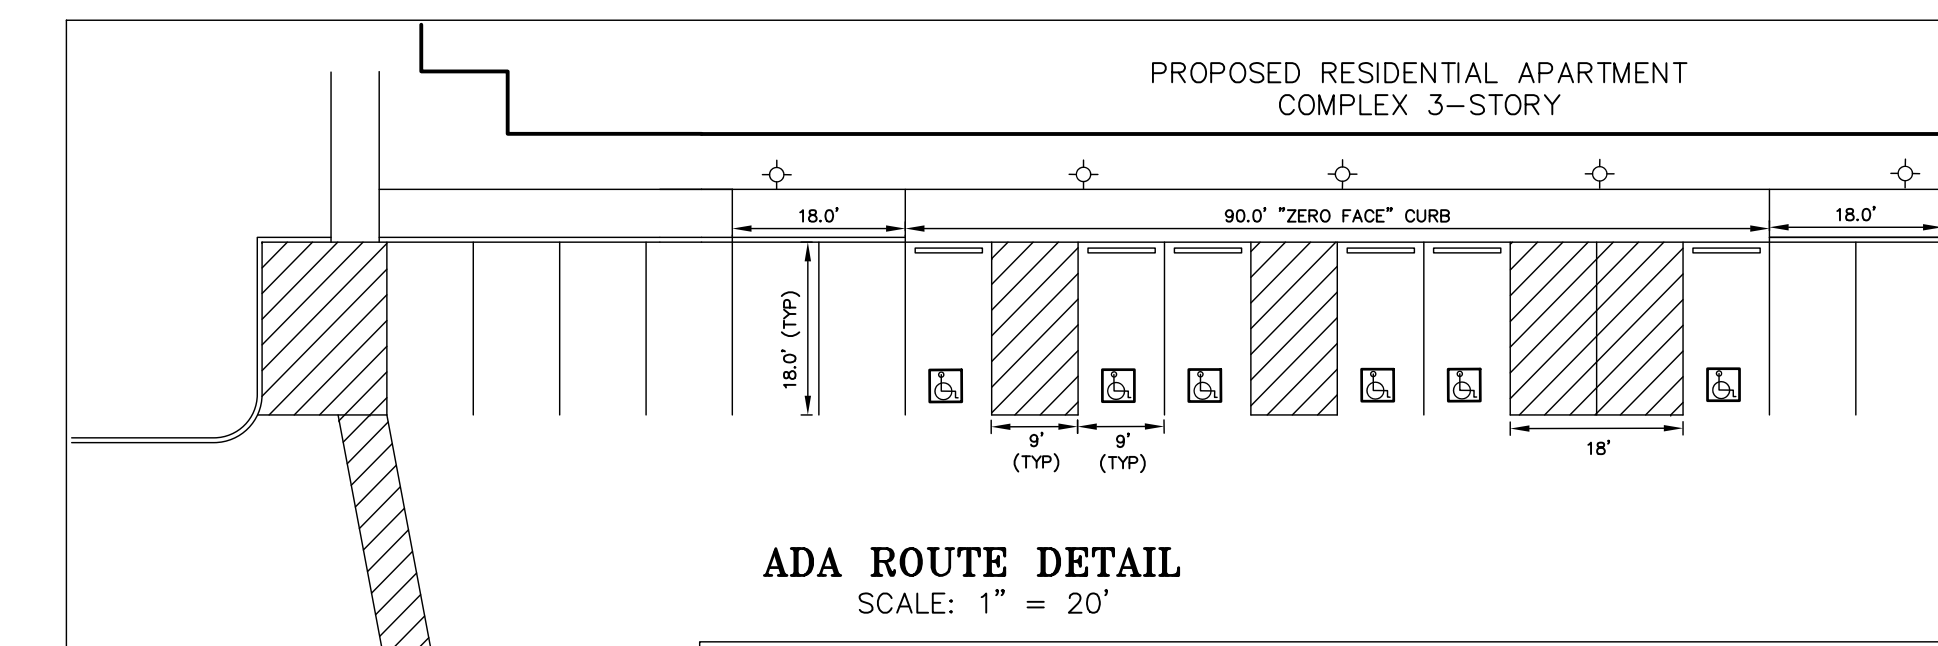 PROPOSED RESIDENTIAL APARTMENT
COMPLEX 3-STORY
18.0'
90.0' "ZERO FACE" CURB
18.0'
18.0' (TYP)
9'
(TYP)
9'
(TYP)
18'
ADA ROUTE DETAIL
SCALE: 1" = 20'